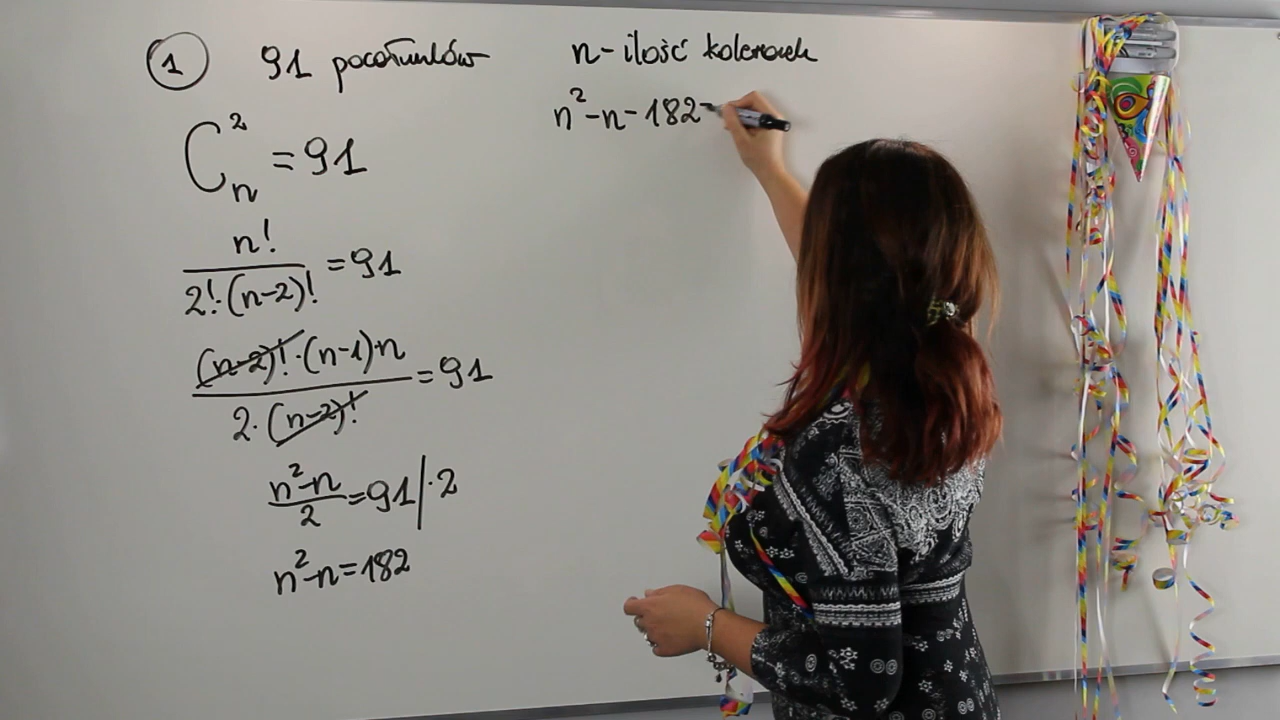 1 91 pocałunków
C²ₙ = 91
n! / 2!·(n-2)! = 91
(n-2)!·(n-1)·n / 2·(n-2)! = 91
n²-n / 2 = 91 |·2
n²-n=182
n - ilość koleżanek
n²-n-182=